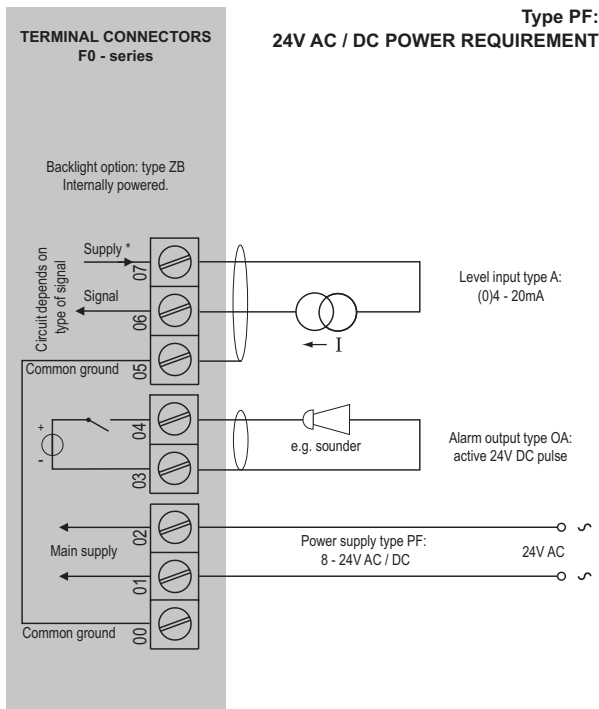 Type PF:
24V AC / DC POWER REQUIREMENT
TERMINAL CONNECTORS
F0 - series
Backlight option: type ZB
Internally powered.
Circuit depends on
type of signal
Supply *
07
Signal
06
Common ground
05
I
Level input type A:
(0)4 - 20mA
+
-
04
03
e.g. sounder
Alarm output type OA:
active 24V DC pulse
02
Main supply
01
Power supply type PF:
8 - 24V AC / DC
24V AC
Common ground
00